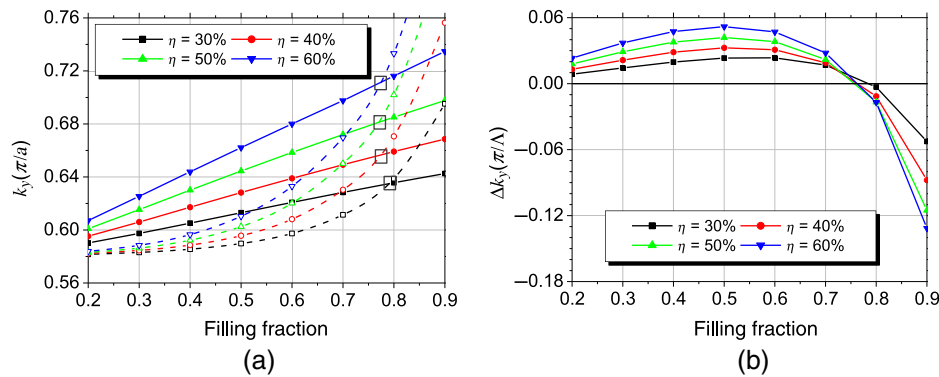 0.76
0.72
0.68
0.64
0.60
0.56
k_y(π/a)
η = 30% η = 40%
η = 50% η = 60%
0.2 0.3 0.4 0.5 0.6 0.7 0.8 0.9
Filling fraction
(a)
0.06
0.00
−0.06
−0.12
−0.18
Δk_y(π/Λ)
η = 30% η = 40%
η = 50% η = 60%
0.2 0.3 0.4 0.5 0.6 0.7 0.8 0.9
Filling fraction
(b)